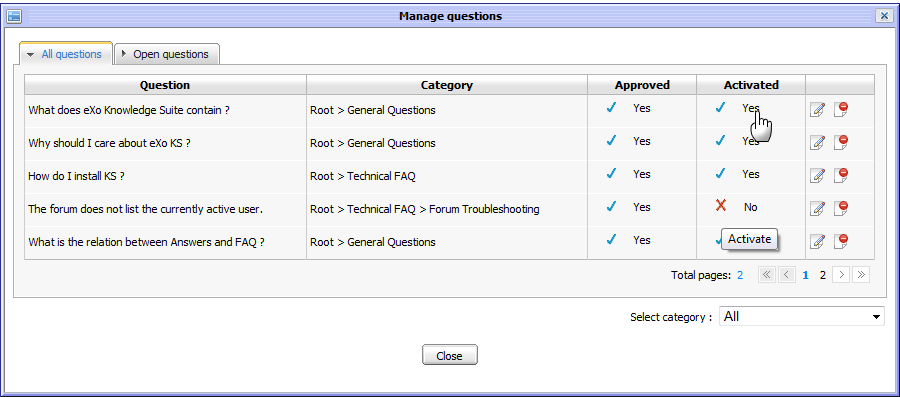 Manage questions
All questions Open questions
Question Category Approved Activated
What does eXo Knowledge Suite contain ? Root > General Questions Yes Yes
Why should I care about eXo KS ? Root > General Questions Yes Yes
How do I install KS ? Root > Technical FAQ Yes Yes
The forum does not list the currently active user. Root > Technical FAQ > Forum Troubleshooting Yes No
What is the relation between Answers and FAQ ? Root > General Questions Yes Activate
Total pages: 2 « < 1 2 > »
Select category : All
Close